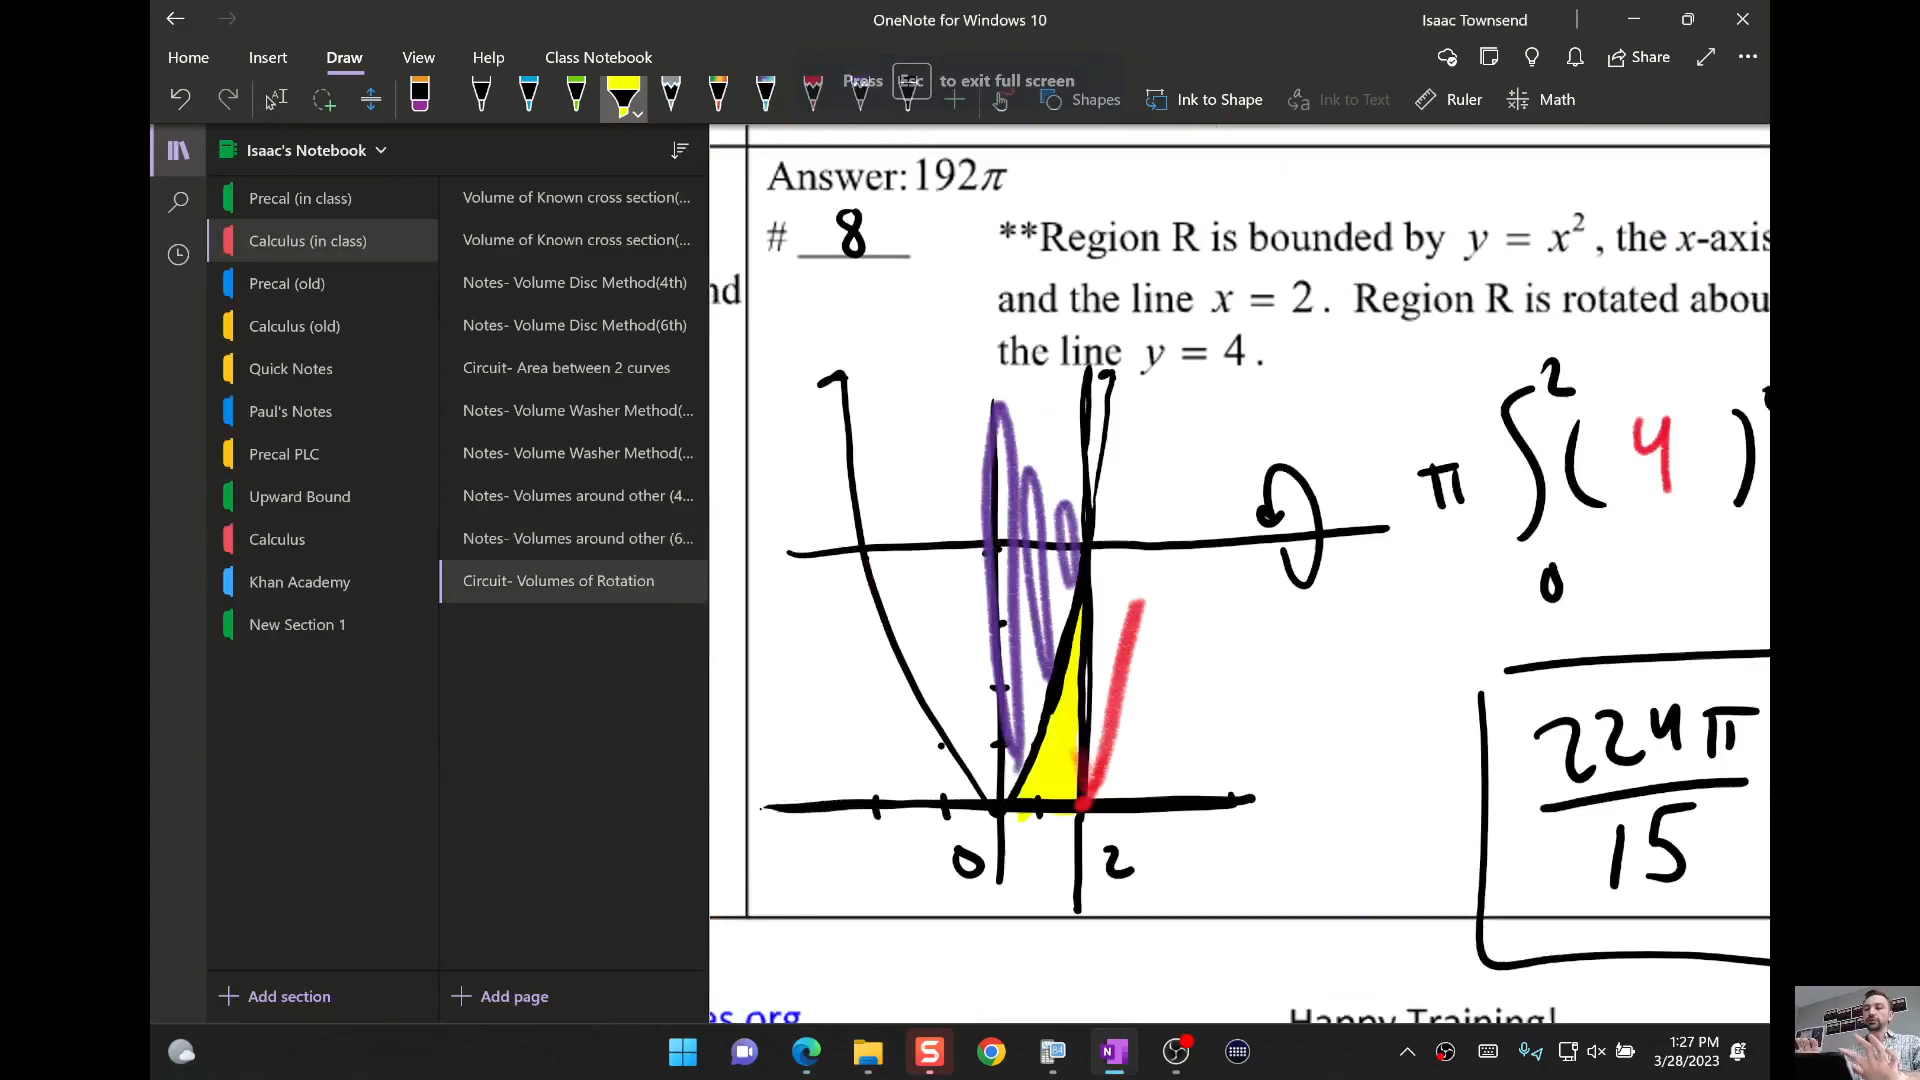 OneNote for Windows 10
Isaac Townsend
Home Insert Draw View Help Class Notebook
Share
Press Esc to exit full screen
Shapes Ink to Shape Ink to Text Ruler Math
Isaac's Notebook
Precal (in class)
Calculus (in class)
Precal (old)
Calculus (old)
Quick Notes
Paul's Notes
Precal PLC
Upward Bound
Calculus
Khan Academy
New Section 1
Add section
Volume of Known cross section(...
Volume of Known cross section(...
Notes- Volume Disc Method(4th)
Notes- Volume Disc Method(6th)
Circuit- Area between 2 curves
Notes- Volume Washer Method(...
Notes- Volume Washer Method(...
Notes- Volumes around other (4...
Notes- Volumes around other (6...
Circuit- Volumes of Rotation
Add page
nd
Answer: 192π
# 8
**Region R is bounded by y = x², the x-axis
and the line x = 2. Region R is rotated abou
the line y = 4.
π ∫ 2 0 ( 4 )
0 2
224π
15
es.org
Happy Training!
1:27 PM
3/28/2023